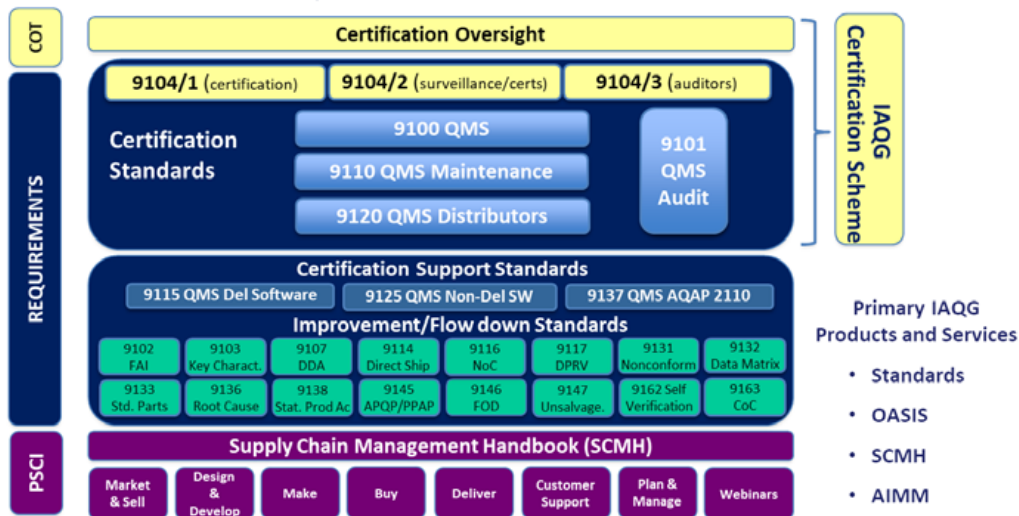 COT
Certification Oversight
REQUIREMENTS
9104/1 (certification)
9104/2 (surveillance/certs)
9104/3 (auditors)
Certification
Standards
9100 QMS
9110 QMS Maintenance
9120 QMS Distributors
9101
QMS
Audit
IAQG
Certification Scheme
Certification Support Standards
9115 QMS Del Software
9125 QMS Non-Del SW
9137 QMS AQAP 2110
Improvement/Flow down Standards
9102
FAI
9103
Key Charact.
9107
DDA
9114
Direct Ship
9116
NoC
9117
DPRV
9131
Nonconform
9132
Data Matrix
9133
Std. Parts
9136
Root Cause
9138
Stat. Prod Ac
9145
APQP/PPAP
9146
FOD
9147
Unsalvage.
9162 Self
Verification
9163
CoC
PSCI
Supply Chain Management Handbook (SCMH)
Market
& Sell
Design
&
Develop
Make
Buy
Deliver
Customer
Support
Plan &
Manage
Webinars
Primary IAQG
Products and Services
• Standards
• OASIS
• SCMH
• AIMM